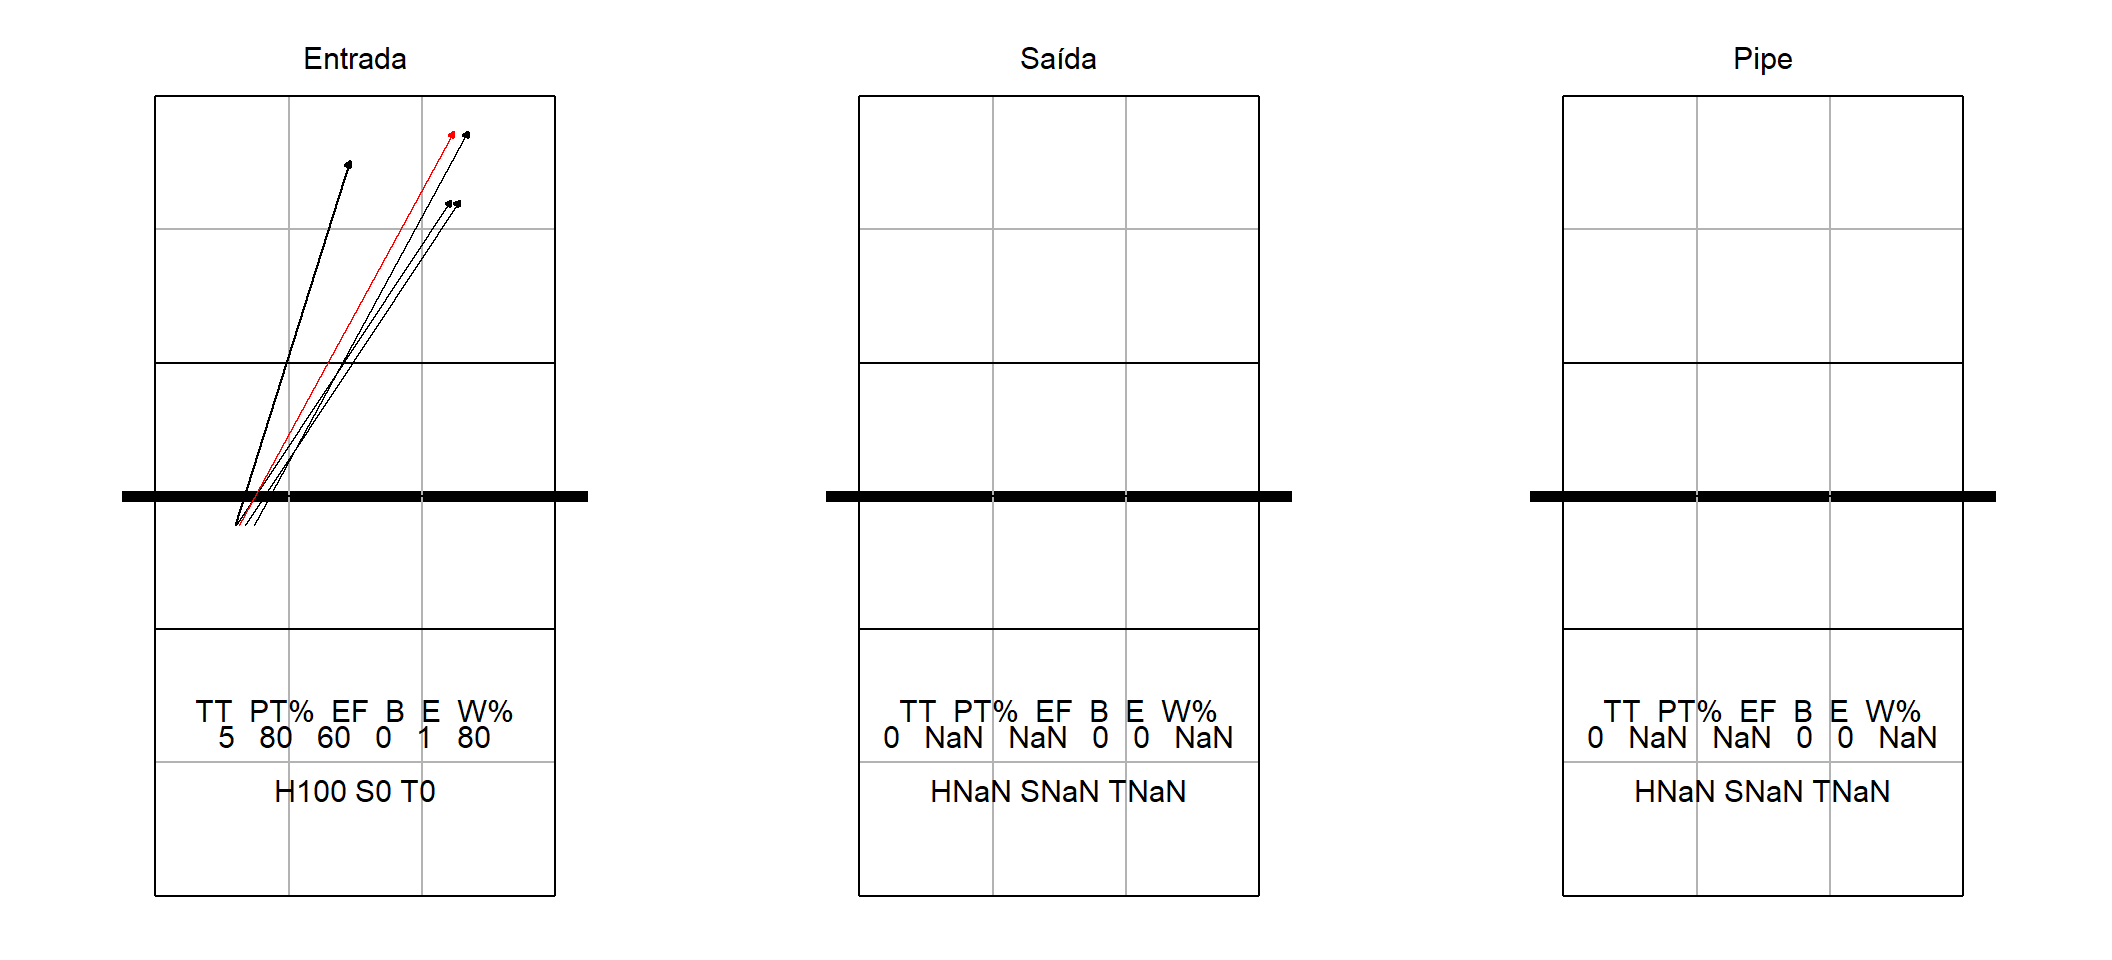 Entrada
TT PT% EF B E W%
5 80 60 0 1 80
H100 S0 T0
Saída
TT PT% EF B E W%
0 NaN NaN 0 0 NaN
HNaN SNaN TNaN
Pipe
TT PT% EF B E W%
0 NaN NaN 0 0 NaN
HNaN SNaN TNaN